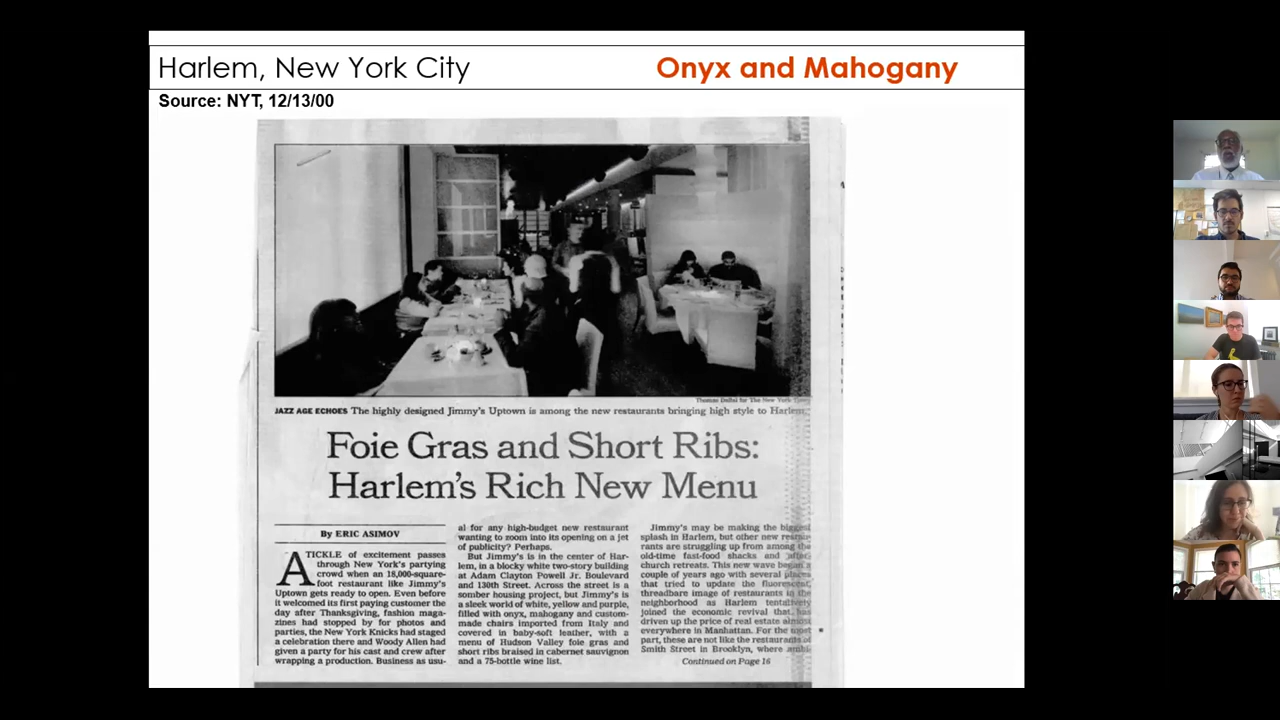 Harlem, New York City
Onyx and Mahogany
Source: NYT, 12/13/00
Thomas Dallal for The New York Times
JAZZ AGE ECHOES The highly designed Jimmy's Uptown is among the new restaurants bringing high style to Harlem.
Foie Gras and Short Ribs:
Harlem's Rich New Menu
By ERIC ASIMOV
A TICKLE of excitement passes
through New York's partying
crowd when an 18,000-square-
foot restaurant like Jimmy's
Uptown gets ready to open. Even before
it welcomed its first paying customer the
day after Thanksgiving, fashion maga-
zines had stopped by for photos and
parties, the New York Knicks had staged
a celebration there and Woody Allen had
given a party for his cast and crew after
wrapping a production. Business as usu-
al for any high-budget new restaurant
wanting to zoom into its opening on a jet
of publicity? Perhaps.
But Jimmy's is in the center of Har-
lem, in a blocky white two-story building
at Adam Clayton Powell Jr. Boulevard
and 130th Street. Across the street is a
somber housing project, but Jimmy's is
a sleek world of white, yellow and purple,
filled with onyx, mahogany and custom-
made chairs imported from Italy and
covered in baby-soft leather, with a
menu of Hudson Valley foie gras and
short ribs braised in cabernet sauvignon
and a 75-bottle wine list.
Jimmy's may be making the biggest
splash in Harlem, but other new restau-
rants are struggling up from among the
old-time fast-food shacks and after-
church retreats. This new wave began a
couple of years ago with several places
that tried to update the fluorescent,
threadbare image of restaurants in the
neighborhood as Harlem tentatively
joined the economic revival that has
driven up the price of real estate almost
everywhere in Manhattan. For the most
part, these are not like the restaurants of
Smith Street in Brooklyn, where ambi-
Continued on Page 16